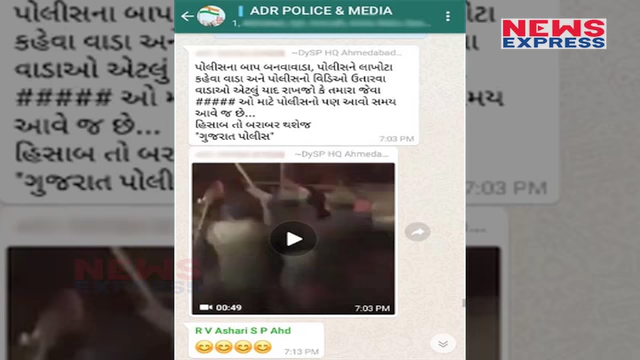 ADR POLICE & MEDIA
NEWS
EXPRESS
~DySP HQ Ahmedabad...
પોલીસના બાપ બનવાવાડા, પોલીસને લાખોટા
કહેવા વાડા અને પોલીસનો વિડિઓ ઉતારવા
વાડાઓ એટલું યાદ રાખજો કે તમારા જેવા
##### ઓ માટે પોલીસનો પણ આવો સમય
આવે જ છે...
હિસાબ તો બરાબર થશેજ
"ગુજરાત પોલીસ"
7:03 PM
~DySP HQ Ahmeda...
00:49
7:03 PM
R V Ashari S P Ahd
7:13 PM
NEWS
EXPRESS